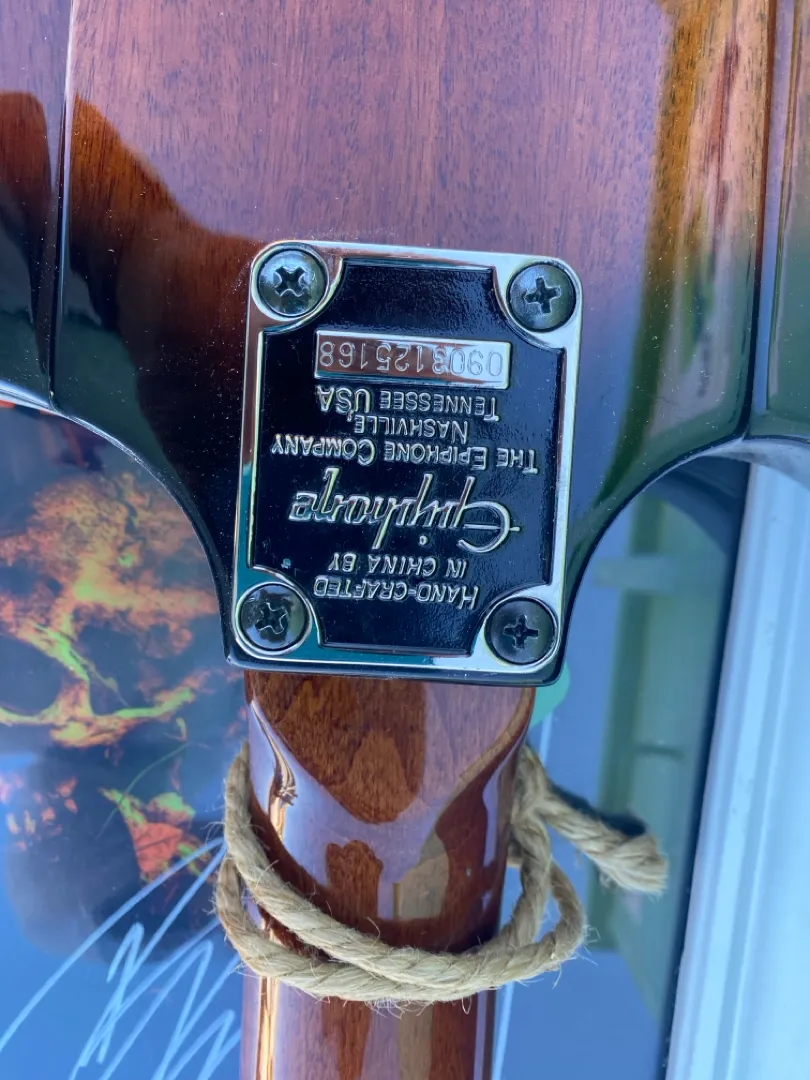 HAND-CRAFTED
IN CHINA BY
Epiphone
THE EPIPHONE COMPANY
NASHVILLE,
TENNESSEE USA
0903125168